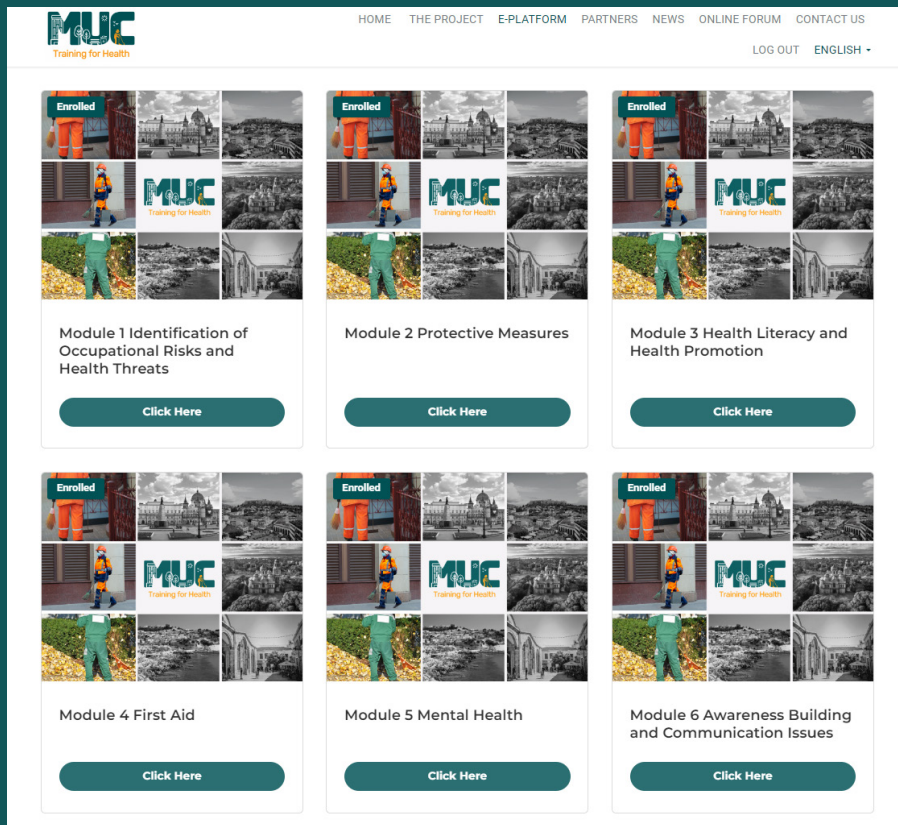 MUC
Training for Health
HOME THE PROJECT E-PLATFORM PARTNERS NEWS ONLINE FORUM CONTACT US
LOG OUT ENGLISH
Enrolled
MUC
Training for Health
Module 1 Identification of
Occupational Risks and
Health Threats
Click Here
Enrolled
MUC
Training for Health
Module 2 Protective Measures
Click Here
Enrolled
MUC
Training for Health
Module 3 Health Literacy and
Health Promotion
Click Here
Enrolled
MUC
Training for Health
Module 4 First Aid
Click Here
Enrolled
MUC
Training for Health
Module 5 Mental Health
Click Here
Enrolled
MUC
Training for Health
Module 6 Awareness Building
and Communication Issues
Click Here